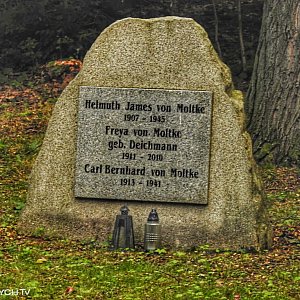 Helmuth James von Moltke
1907 - 1945
Freya von Moltke
geb. Deichmann
1911 - 2010
Carl Bernhard von Moltke
1913 - 1941